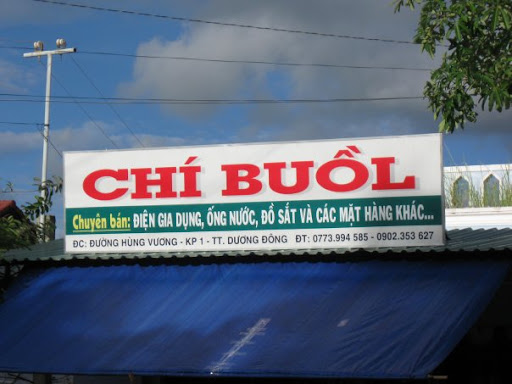 CHÍ BUỒL
Chuyên bán: ĐIỆN GIA DỤNG, ỐNG NƯỚC, ĐỒ SẮT VÀ CÁC MẶT HÀNG KHÁC...
ĐC: ĐƯỜNG HÙNG VƯƠNG - KP 1 - TT. DƯƠNG ĐÔNG ĐT: 0773.994 585 - 0902.353 627